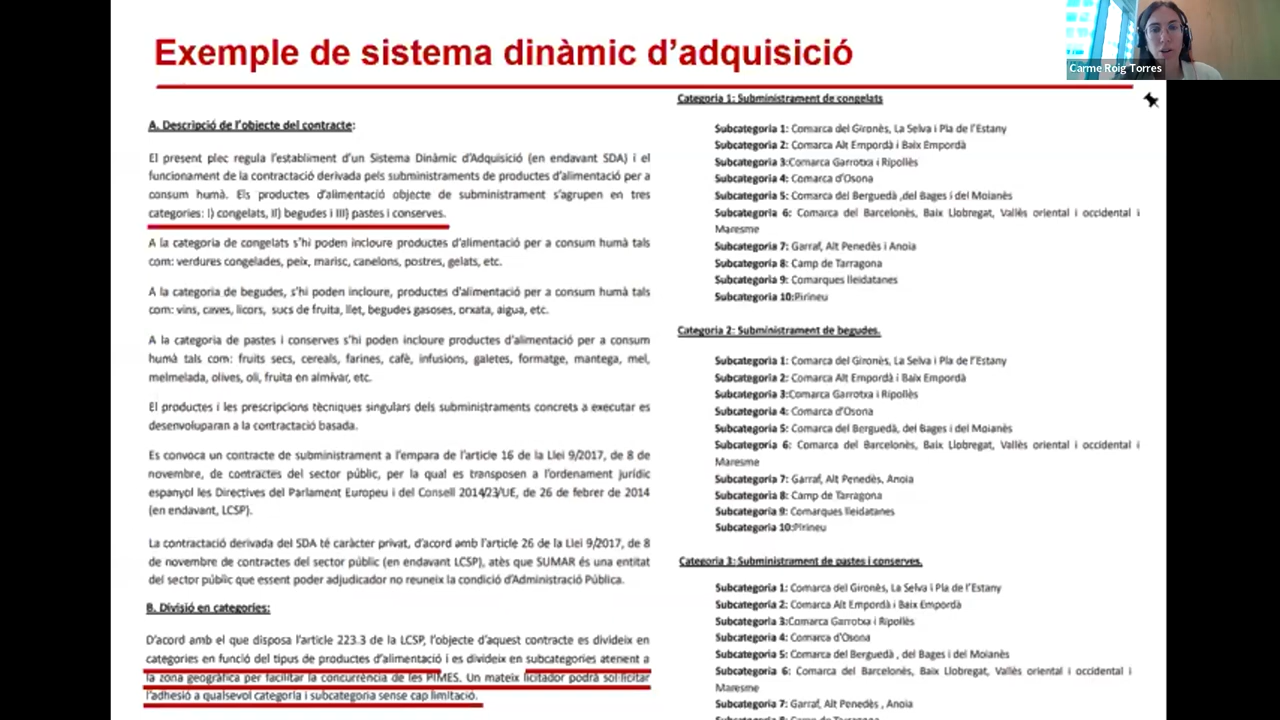 Exemple de sistema dinàmic d'adquisició
Carme Roig Torres
A. Descripció de l'objecte del contracte:
El present plec regula l'establiment d'un Sistema Dinàmic d'Adquisició (en endavant SDA) i el
funcionament de la contractació derivada pels subministraments de productes d'alimentació per a
consum humà. Els productes d'alimentació objecte de subministrament s'agrupen en tres
categories: I) congelats, II) begudes i III) pastes i conserves.
A la categoria de congelats s'hi poden incloure productes d'alimentació per a consum humà tals
com: verdures congelades, peix, marisc, canelons, postres, gelats, etc.
A la categoria de begudes, s'hi poden incloure, productes d'alimentació per a consum humà tals
com: vins, caves, licors, sucs de fruita, llet, begudes gasoses, orxata, aigua, etc.
A la categoria de pastes i conserves s'hi poden incloure productes d'alimentació per a consum
humà tals com: fruits secs, cereals, farines, cafè, infusions, galetes, formatge, mantega, mel,
melmelada, olives, oli, fruita en almívar, etc.
El productes i les prescripcions tècniques singulars dels subministraments concrets a executar es
desenvoluparan a la contractació basada.
Es convoca un contracte de subministrament a l'empara de l'article 16 de la Llei 9/2017, de 8 de
novembre, de contractes del sector públic, per la qual es transposen a l'ordenament jurídic
espanyol les Directives del Parlament Europeu i del Consell 2014/23/UE, de 26 de febrer de 2014
(en endavant, LCSP).
La contractació derivada del SDA té caràcter privat, d'acord amb l'article 26 de la Llei 9/2017, de 8
de novembre de contractes del sector públic (en endavant LCSP), atès que SUMAR és una entitat
del sector públic que essent poder adjudicador no reuneix la condició d'Administració Pública.
B. Divisió en categories:
D'acord amb el que disposa l'article 223.3 de la LCSP, l'objecte d'aquest contracte es divideix en
categories en funció del tipus de productes d'alimentació i es divideix en subcategories atenent a
la zona geogràfica per facilitar la concurrència de les PIMES. Un mateix licitador podrà sol·licitar
l'adhesió a qualsevol categoria i subcategoria sense cap limitació.
Categoria 1: Subministrament de congelats
Subcategoria 1: Comarca del Gironès, La Selva i Pla de l'Estany
Subcategoria 2: Comarca Alt Empordà i Baix Empordà
Subcategoria 3:Comarca Garrotxa i Ripollès
Subcategoria 4: Comarca d'Osona
Subcategoria 5: Comarca del Berguedà ,del Bages i del Moianès
Subcategoria 6: Comarca del Barcelonès, Baix Llobregat, Vallès oriental i occidental i
Maresme
Subcategoria 7: Garraf, Alt Penedès i Anoia
Subcategoria 8: Camp de Tarragona
Subcategoria 9: Comarques lleidatanes
Subcategoria 10:Pirineu
Categoria 2: Subministrament de begudes.
Subcategoria 1: Comarca del Gironès, La Selva i Pla de l'Estany
Subcategoria 2: Comarca Alt Empordà i Baix Empordà
Subcategoria 3:Comarca Garrotxa i Ripollès
Subcategoria 4: Comarca d'Osona
Subcategoria 5: Comarca del Berguedà, del Bages i del Moianès
Subcategoria 6: Comarca del Barcelonès, Baix Llobregat, Vallès oriental i occidental i
Maresme
Subcategoria 7: Garraf, Alt Penedès, Anoia
Subcategoria 8: Camp de Tarragona
Subcategoria 9: Comarques lleidatanes
Subcategoria 10:Pirineu
Categoria 3: Subministrament de pastes i conserves.
Subcategoria 1: Comarca del Gironès, La Selva i Pla de l'Estany
Subcategoria 2: Comarca Alt Empordà i Baix Empordà
Subcategoria 3:Comarca Garrotxa i Ripollès
Subcategoria 4: Comarca d'Osona
Subcategoria 5: Comarca del Berguedà , del Bages i del Moianès
Subcategoria 6: Comarca del Barcelonès, Baix Llobregat, Vallès oriental i occidental i
Maresme
Subcategoria 7: Garraf, Alt Penedès , Anoia